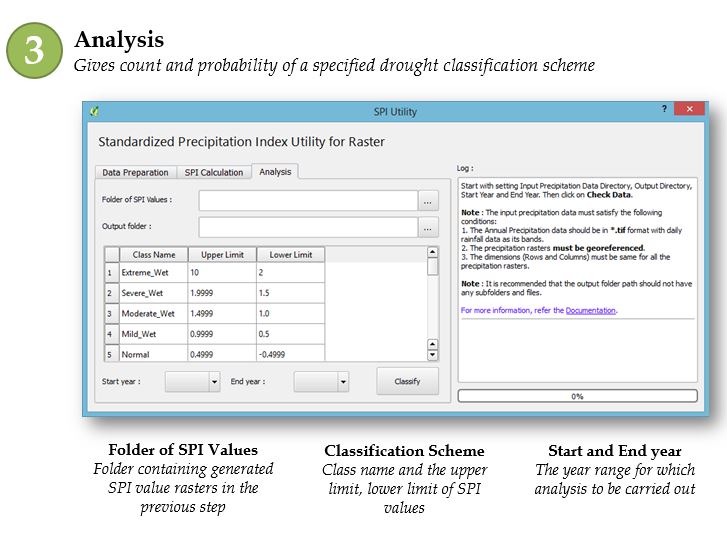 3
Analysis
Gives count and probability of a specified drought classification scheme
SPI Utility
?
×
Standardized Precipitation Index Utility for Raster
Data Preparation
SPI Calculation
Analysis
Folder of SPI Values :
...
Output folder :
...
Class Name Upper Limit Lower Limit
1 Extreme_Wet 10 2
2 Severe_Wet 1.9999 1.5
3 Moderate_Wet 1.4999 1.0
4 Mild_Wet 0.9999 0.5
5 Normal 0.4999 -0.4999
Start year :
End year :
Classify
Log :
Start with setting Input Precipitation Data Directory, Output Directory,
Start Year and End Year. Then click on Check Data.
Note : The input precipitation data must satisfy the following
conditions:
1. The Annual Precipitation data should be in *.tif format with daily
rainfall data as its bands.
2. The precipitation rasters must be georeferenced.
3. The dimensions (Rows and Columns) must be same for all the
precipitation rasters.
Note : It is recommended that the output folder path should not have
any subfolders and files.
For more information, refer the Documentation.
0%
Folder of SPI Values
Folder containing generated
SPI value rasters in the
previous step
Classification Scheme
Class name and the upper
limit, lower limit of SPI
values
Start and End year
The year range for which
analysis to be carried out